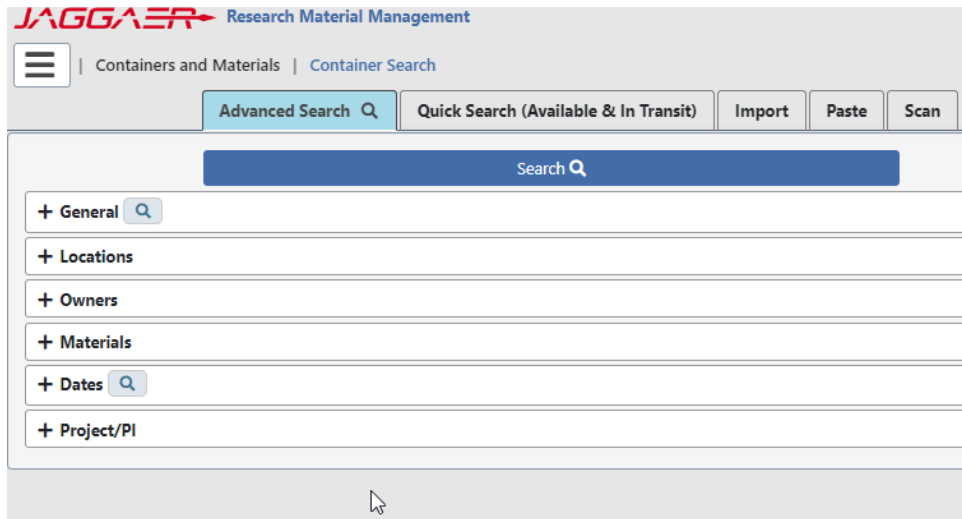 JAGGAER Research Material Management
| Containers and Materials | Container Search
Advanced Search Quick Search (Available & In Transit) Import Paste Scan
Search
+ General
+ Locations
+ Owners
+ Materials
+ Dates
+ Project/PI